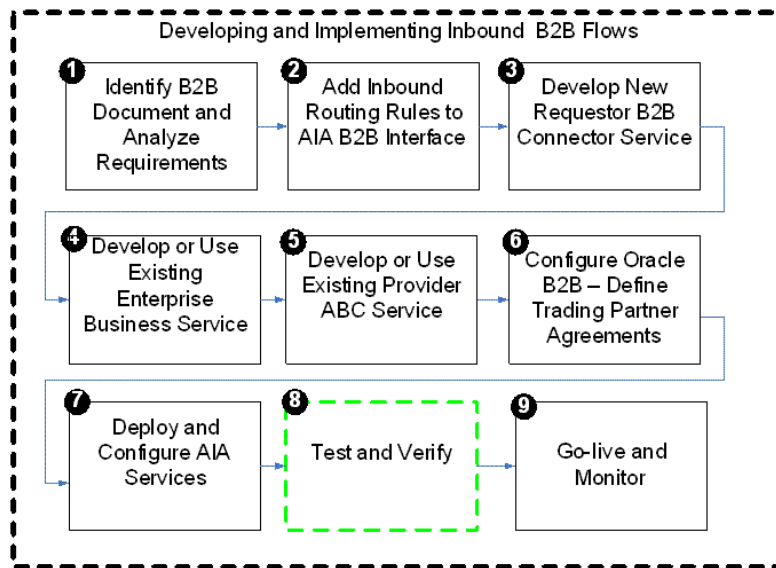 Developing and Implementing Inbound B2B Flows
1
Identify B2B
Document and
Analyze
Requirements
2
Add Inbound
Routing Rules to
AIA B2B Interface
3
Develop New
Requestor B2B
Connector Service
4
Develop or Use
Existing
Enterprise
Business Service
5
Develop or Use
Existing Provider
ABC Service
6
Configure Oracle
B2B – Define
Trading Partner
Agreements
7
Deploy and
Configure AIA
Services
8
Test and Verify
9
Go-live and
Monitor